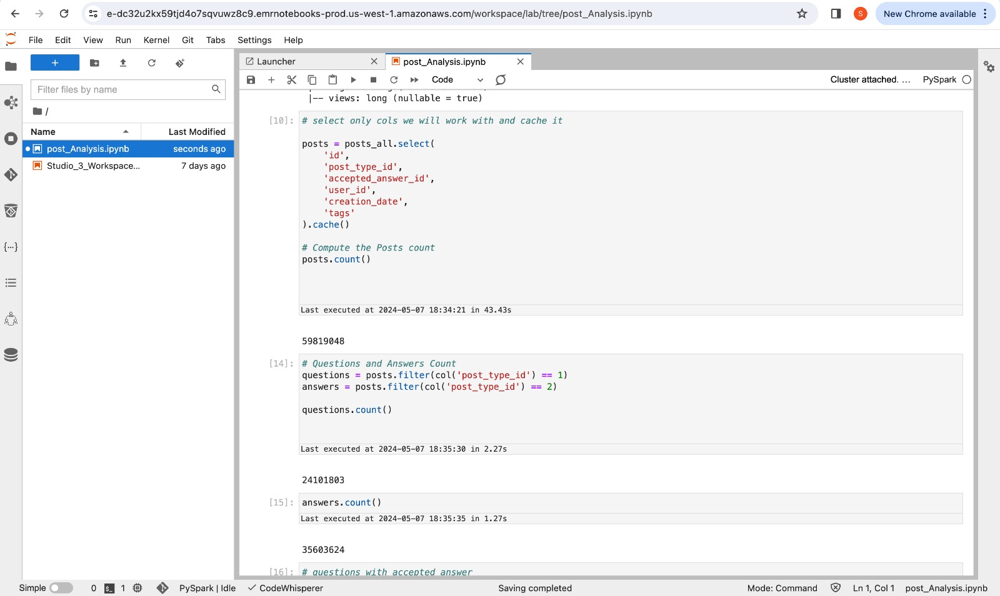 e-dc32u2kx59tjd4o7sqvuwz8c9.emrnotebooks-prod.us-west-1.amazonaws.com/workspace/lab/tree/post_Analysis.ipynb
S
New Chrome available
File Edit View Run Kernel Git Tabs Settings Help
+
Filter files by name
/
Name Last Modified
post_Analysis.ipynb seconds ago
Studio_3_Workspace... 7 days ago
Launcher
post_Analysis.ipynb
Code
Cluster attached. ... PySpark
|-- views: long (nullable = true)
[10]: # select only cols we will work with and cache it
posts = posts_all.select(
'id',
'post_type_id',
'accepted_answer_id',
'user_id',
'creation_date',
'tags'
).cache()
# Compute the Posts count
posts.count()
Last executed at 2024-05-07 18:34:21 in 43.43s
59819048
[14]: # Questions and Answers Count
questions = posts.filter(col('post_type_id') == 1)
answers = posts.filter(col('post_type_id') == 2)
questions.count()
Last executed at 2024-05-07 18:35:30 in 2.27s
24101803
[15]: answers.count()
Last executed at 2024-05-07 18:35:35 in 1.27s
35603624
[16]: # questions with accepted answer
Simple 0 $_ 1 PySpark | Idle CodeWhisperer Saving completed Mode: Command Ln 1, Col 1 post_Analysis.ipynb